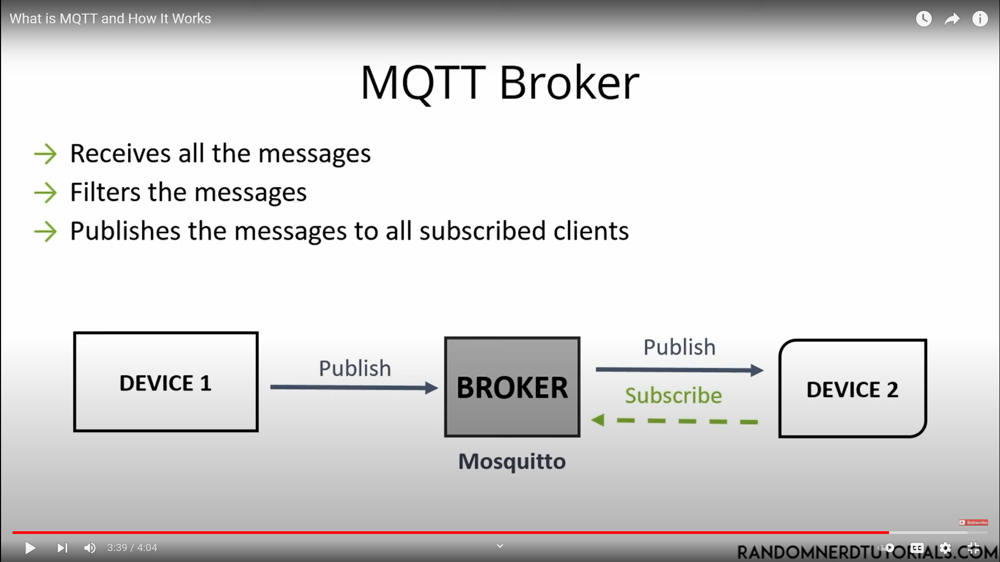 What is MQTT and How It Works
MQTT Broker
→ Receives all the messages
→ Filters the messages
→ Publishes the messages to all subscribed clients
DEVICE 1
Publish
BROKER
Mosquitto
Publish
Subscribe
DEVICE 2
Subscribe
3:39 / 4:04
CC
RANDOMNERDTUTORIALS.COM